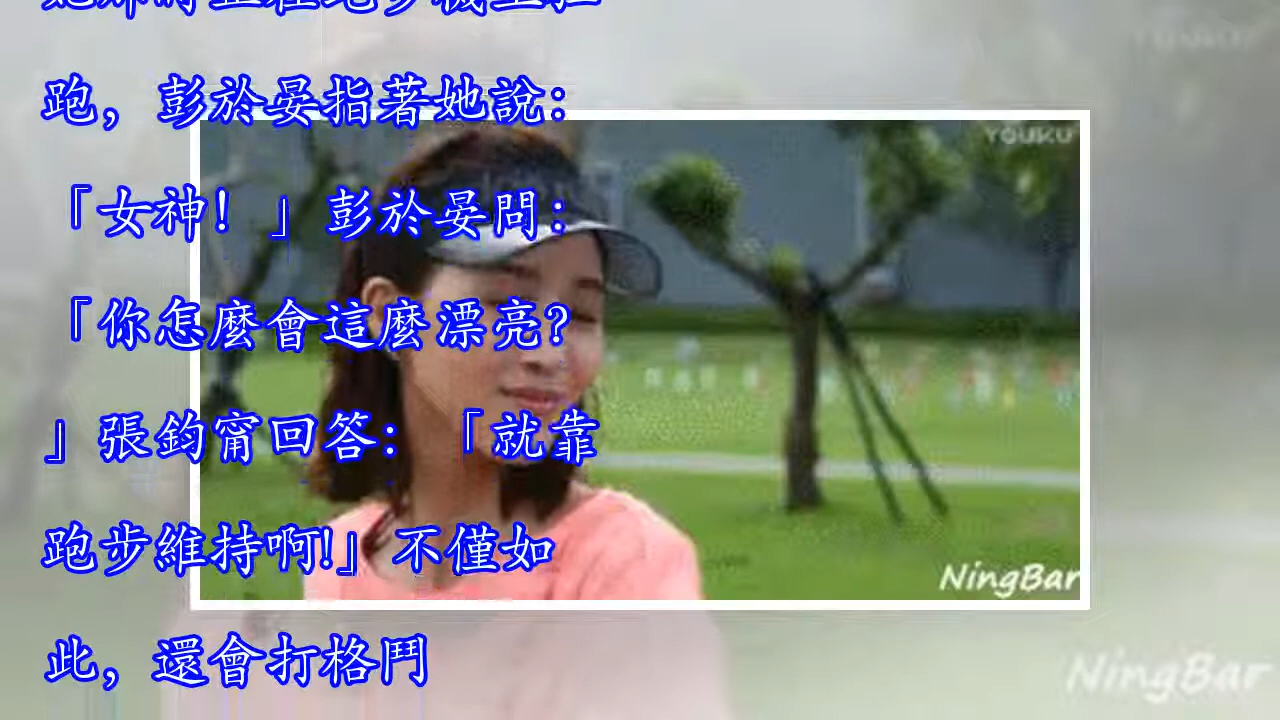 跑，彭於晏指著她說：
「女神！」彭於晏問：
「你怎麼會這麼漂亮？
」張鈞甯回答：「就靠
跑步維持啊!」不僅如
此，還會打格鬥
YOUKU
NingBar
NingBar